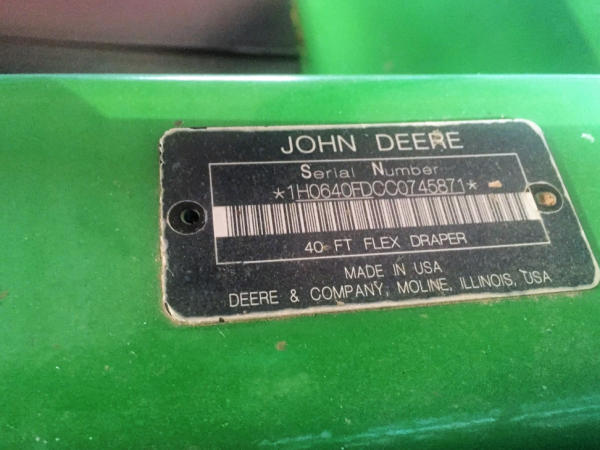 JOHN DEERE
Serial Number
*1H0640FDCC0745871*
40 FT FLEX DRAPER
MADE IN USA
DEERE & COMPANY, MOLINE, ILLINOIS, USA